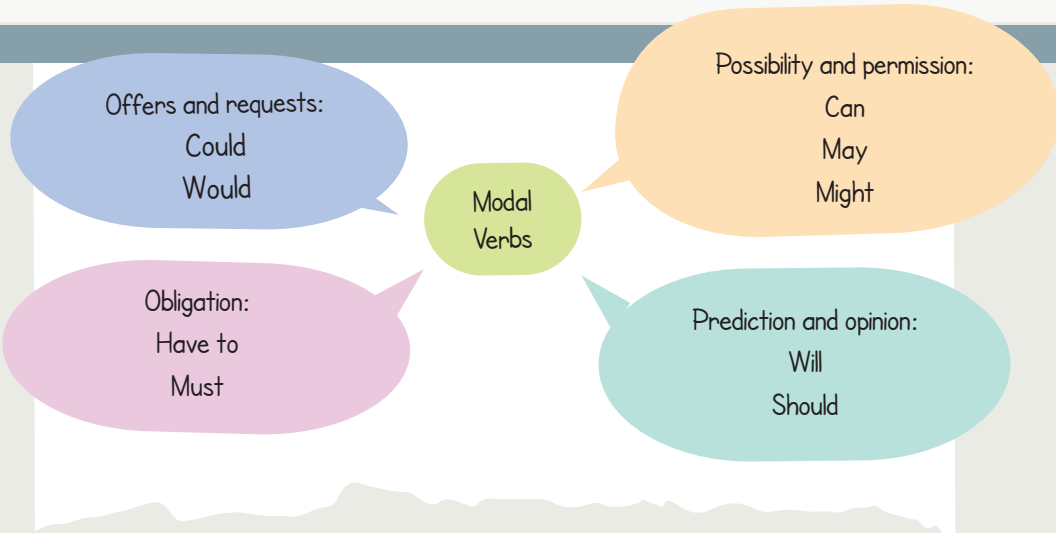 Offers and requests:
Could
Would
Possibility and permission:
Can
May
Might
Modal
Verbs
Obligation:
Have to
Must
Prediction and opinion:
Will
Should